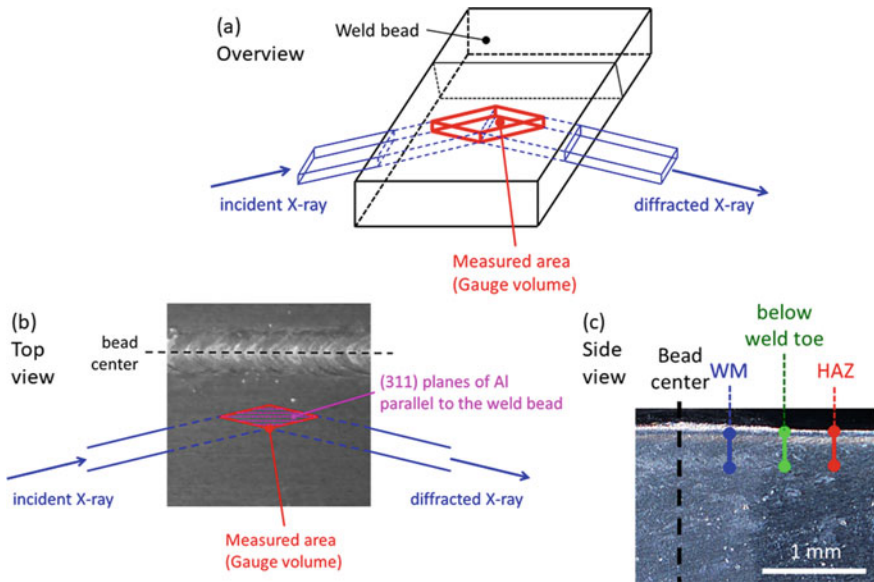 (a)
Overview
Weld bead
incident X-ray
diffracted X-ray
Measured area
(Gauge volume)
(b)
Top
view
bead
center
(311) planes of Al
parallel to the weld bead
incident X-ray
diffracted X-ray
Measured area
(Gauge volume)
(c)
Side
view
Bead
center
WM
below
weld toe
HAZ
1 mm